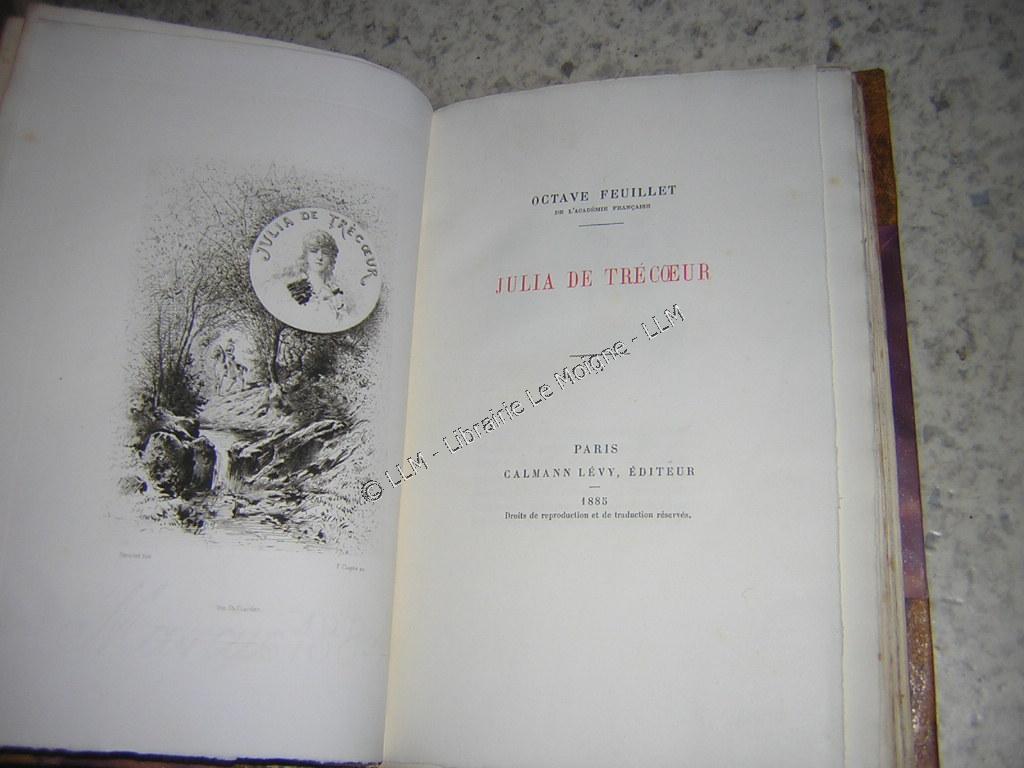 JULIA DE TRÉCŒUR
OCTAVE FEUILLET
DE L'ACADÉMIE FRANÇAISE
JULIA DE TRÉCŒUR
© LLM - Librairie Le Moigne - LLM
PARIS
CALMANN LÉVY, ÉDITEUR
1885
Droits de reproduction et de traduction réservés.